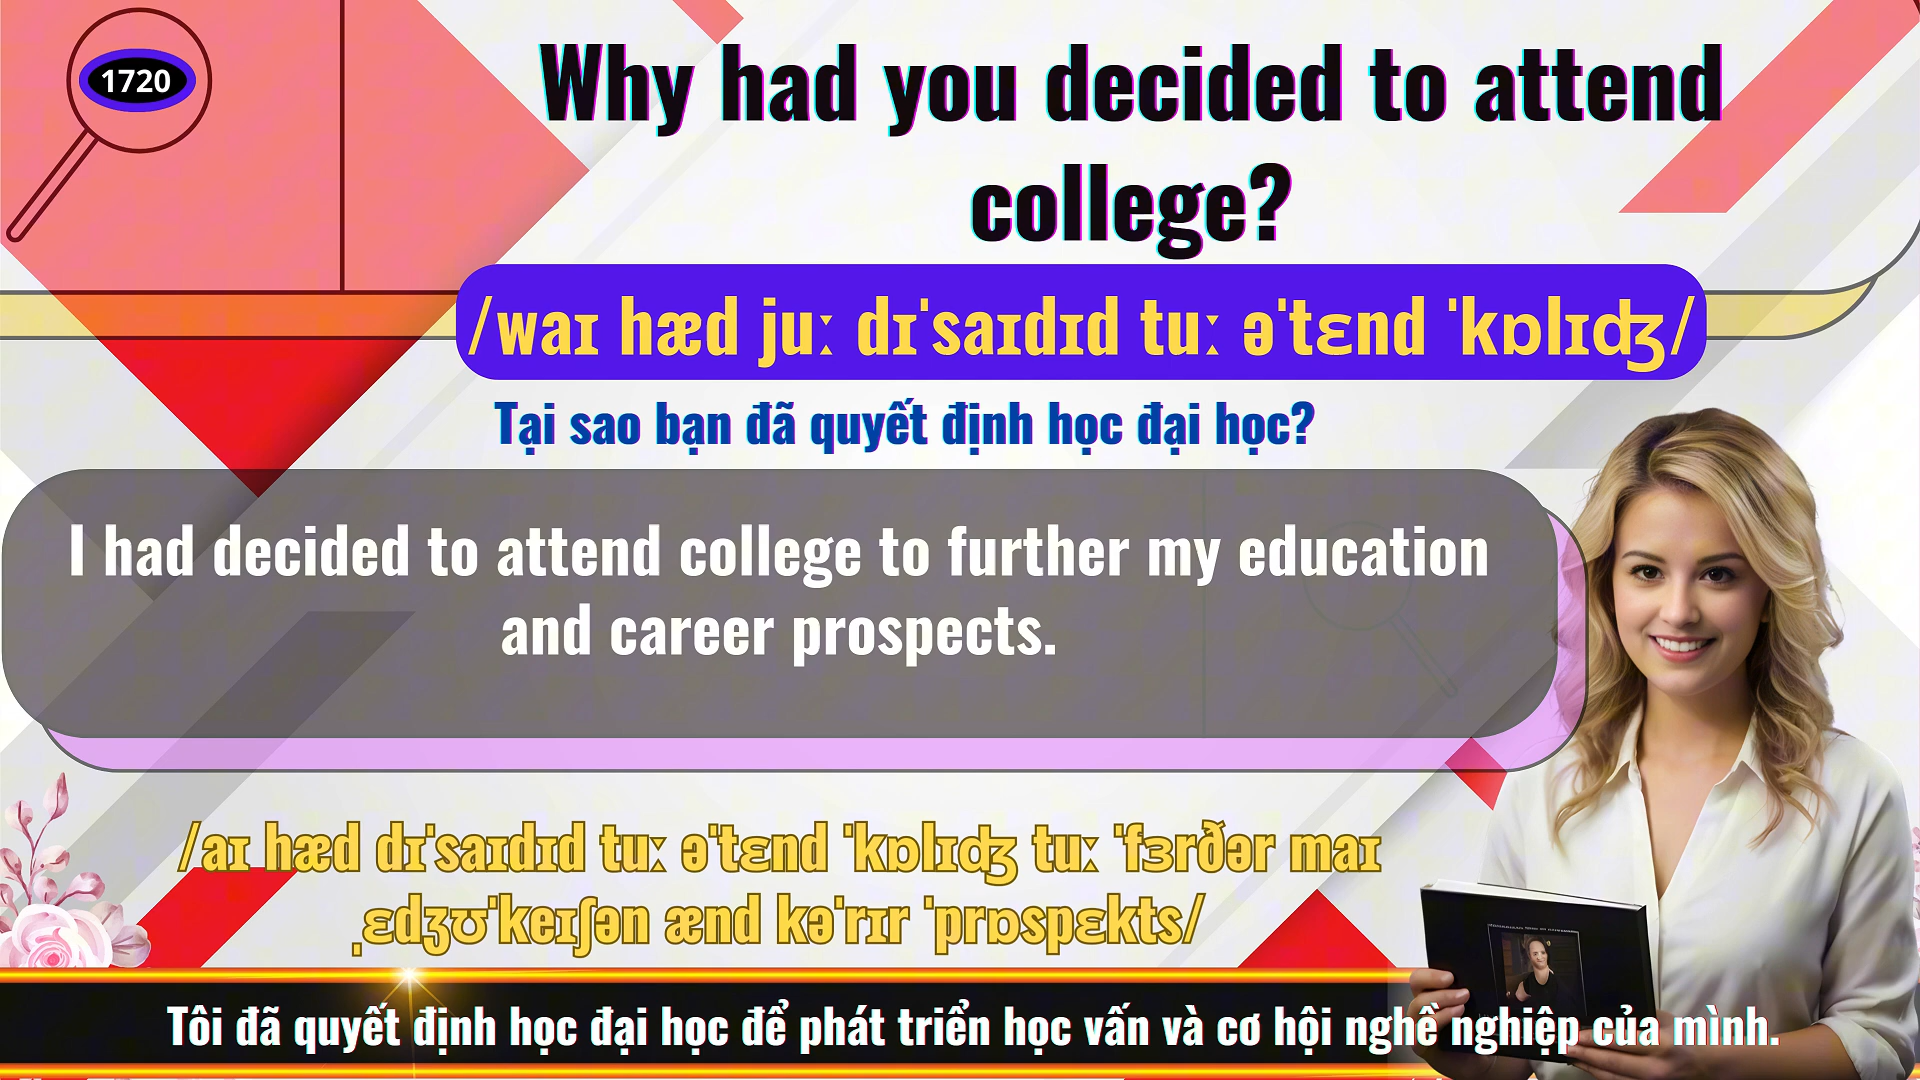 1720
Why had you decided to attend
college?
/waɪ hæd juː dɪˈsaɪdɪd tuː əˈtɛnd ˈkɒlɪʤ/
Tại sao bạn đã quyết định học đại học?
I had decided to attend college to further my education
and career prospects.
/aɪ hæd dɪˈsaɪdɪd tuː əˈtɛnd ˈkɒlɪʤ tuː ˈfɜrðər maɪ
ˌɛdʒʊˈkeɪʃən ænd kəˈrɪr ˈprɒspɛkts/
Tôi đã quyết định học đại học để phát triển học vấn và cơ hội nghề nghiệp của mình.